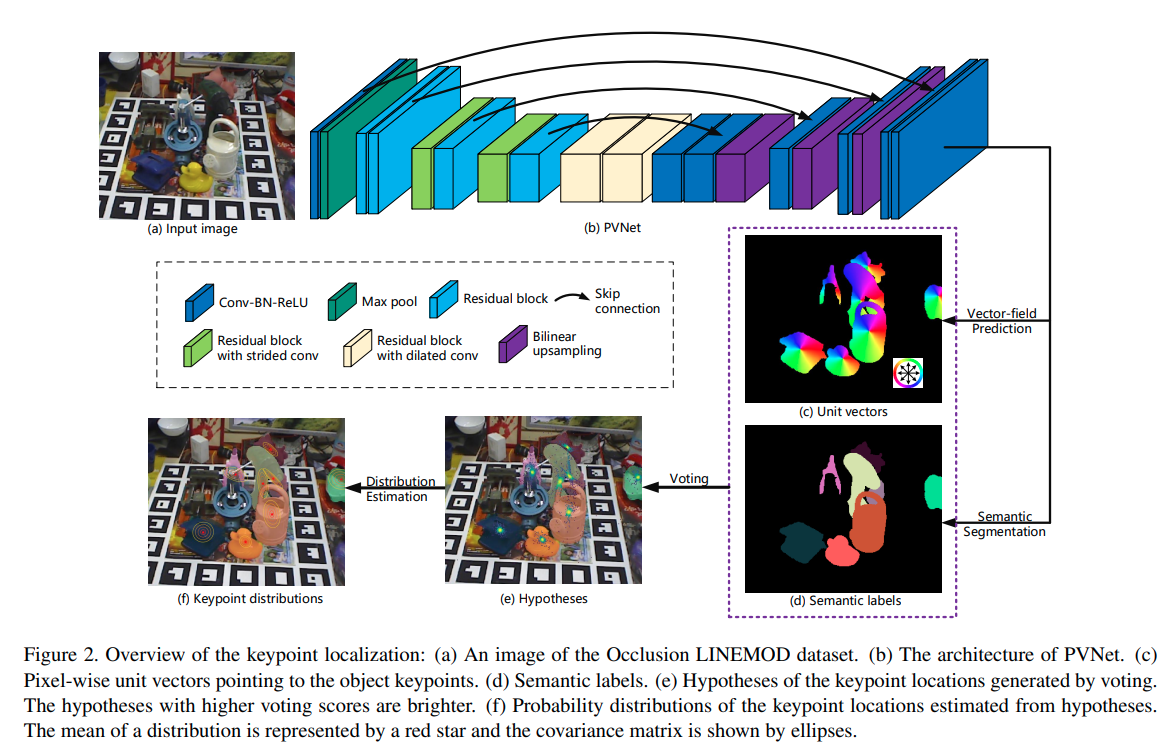 (a) Input image
(b) PVNet
Conv-BN-ReLU
Max pool
Residual block
Skip
connection
Residual block
with strided conv
Residual block
with dilated conv
Bilinear
upsampling
Vector-field
Prediction
(c) Unit vectors
Semantic
Segmentation
(d) Semantic labels
Voting
(e) Hypotheses
Distribution
Estimation
(f) Keypoint distributions
Figure 2. Overview of the keypoint localization: (a) An image of the Occlusion LINEMOD dataset. (b) The architecture of PVNet. (c)
Pixel-wise unit vectors pointing to the object keypoints. (d) Semantic labels. (e) Hypotheses of the keypoint locations generated by voting.
The hypotheses with higher voting scores are brighter. (f) Probability distributions of the keypoint locations estimated from hypotheses.
The mean of a distribution is represented by a red star and the covariance matrix is shown by ellipses.